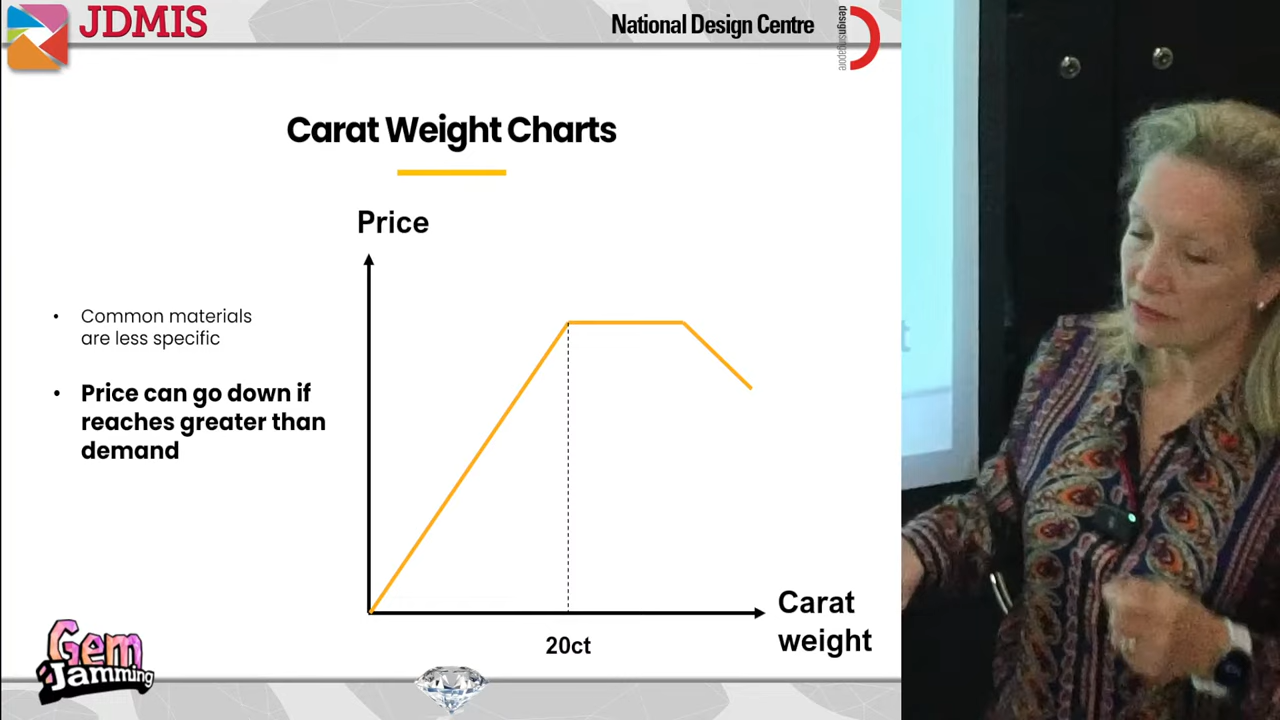 JDMIS
National Design Centre
designsingapore
Carat Weight Charts
Price
Common materials
are less specific
Price can go down if
reaches greater than
demand
Carat
weight
20ct
Gem
Jamming